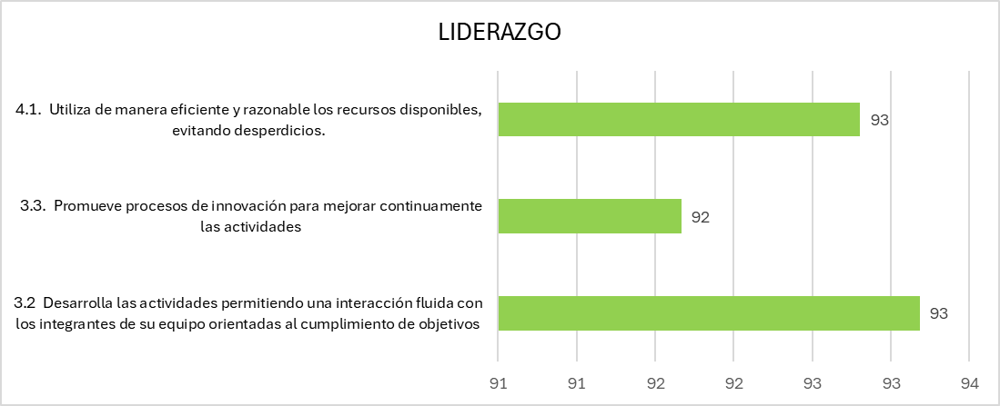 LIDERAZGO
4.1.  Utiliza de manera eficiente y razonable los recursos disponibles,
evitando desperdicios.
93
3.3.  Promueve procesos de innovación para mejorar continuamente
las actividades
92
3.2  Desarrolla las actividades permitiendo una interacción fluida con
los integrantes de su equipo orientadas al cumplimiento de objetivos
93
91 91 92 92 93 93 94